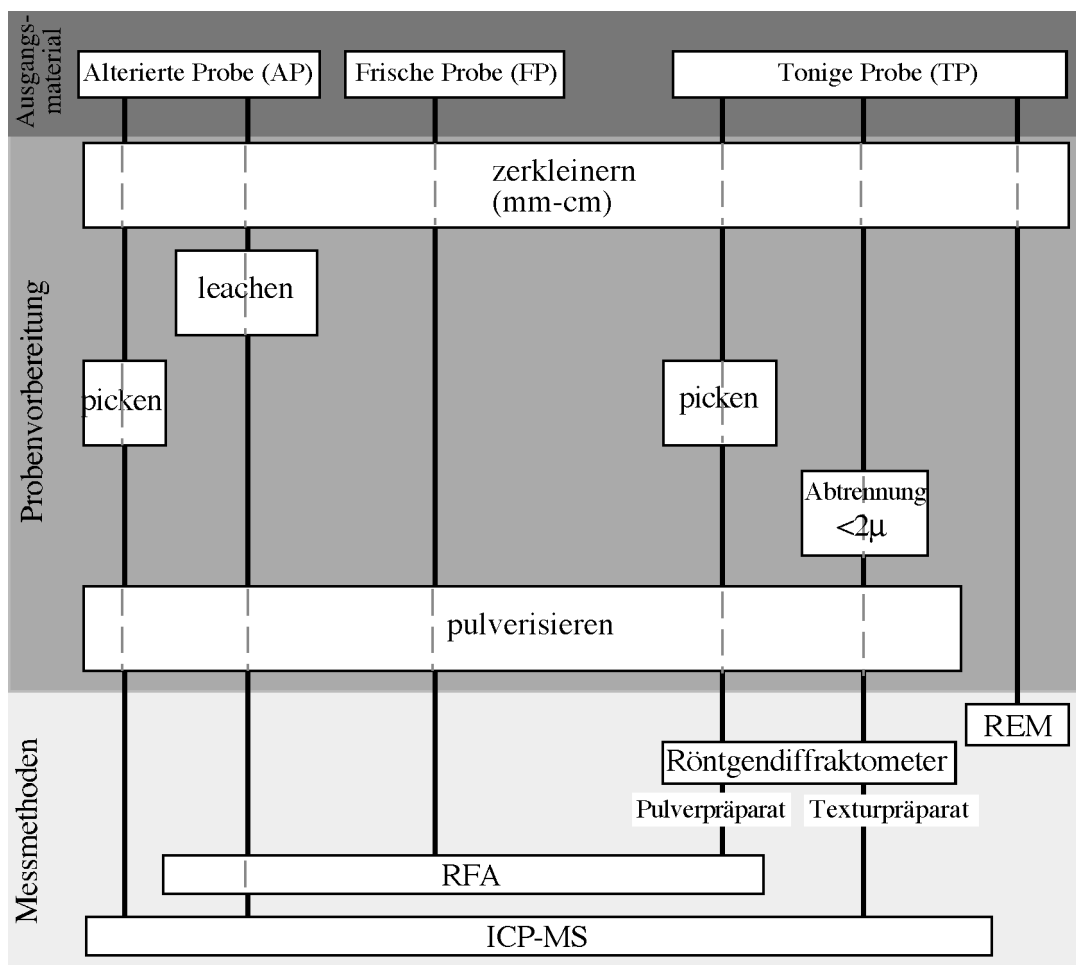 Ausgangs-
material
Alterierte Probe (AP)
Frische Probe (FP)
Tonige Probe (TP)
Probenvorbereitung
zerkleinern
(mm-cm)
leachen
picken
picken
Abtrennung
<2μ
pulverisieren
Messmethoden
REM
Röntgendiffraktometer
Pulverpräparat
Texturpräparat
RFA
ICP-MS